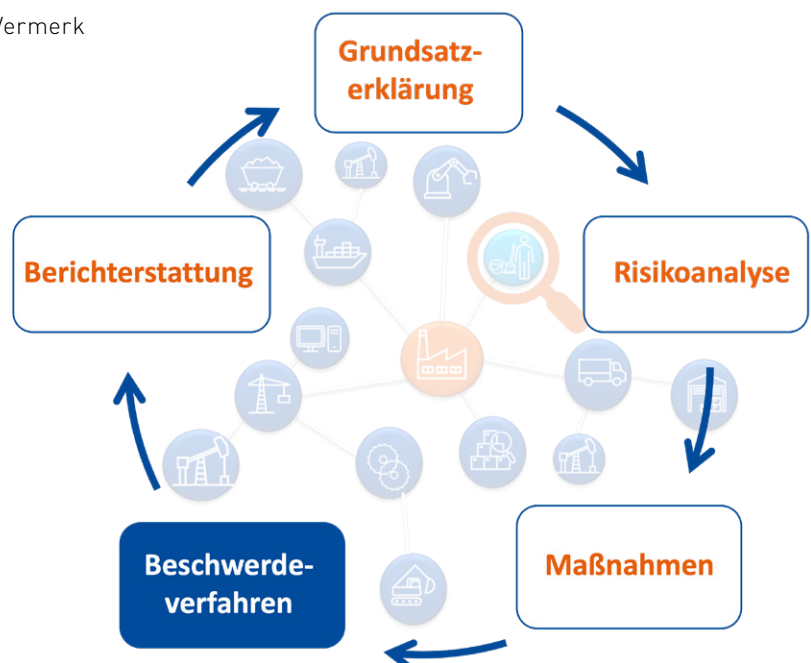 Vermerk
Grundsatz-
erklärung
Berichterstattung
Risikoanalyse
Beschwerde-
verfahren
Maßnahmen